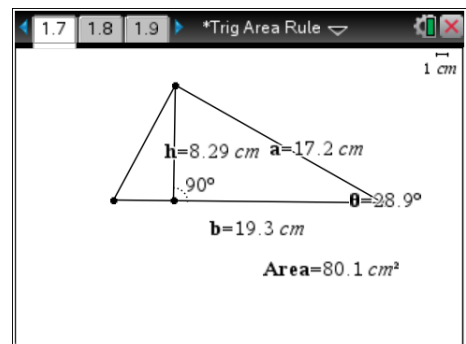 1.7 1.8 1.9 *Trig Area Rule
1 cm
h=8.29 cm a=17.2 cm
90°
θ=28.9°
b=19.3 cm
Area=80.1 cm²